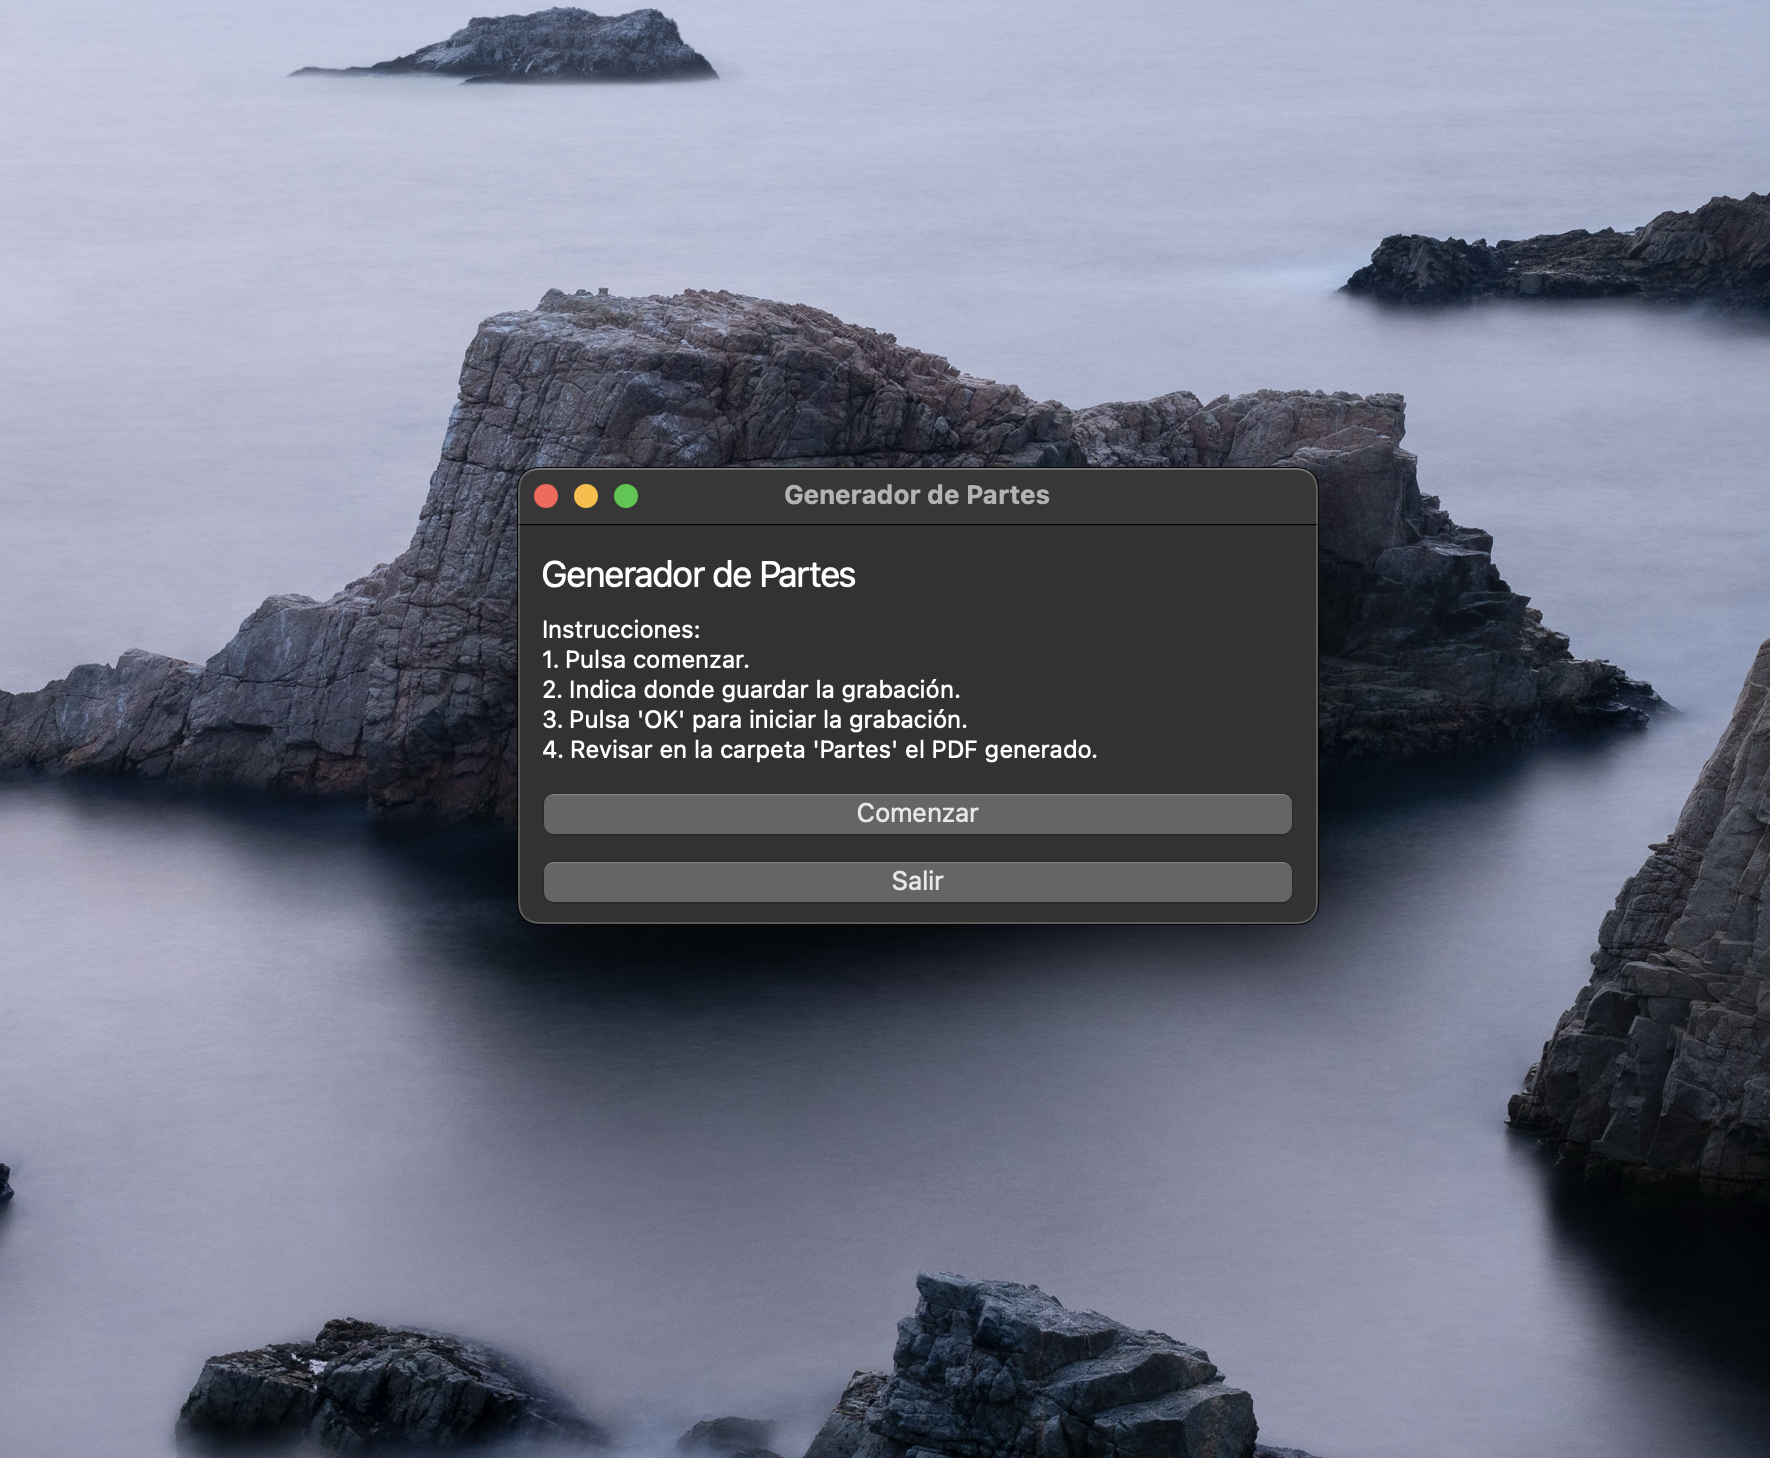 Generador de Partes
Generador de Partes
Instrucciones:
1. Pulsa comenzar.
2. Indica donde guardar la grabación.
3. Pulsa 'OK' para iniciar la grabación.
4. Revisar en la carpeta 'Partes' el PDF generado.
Comenzar
Salir